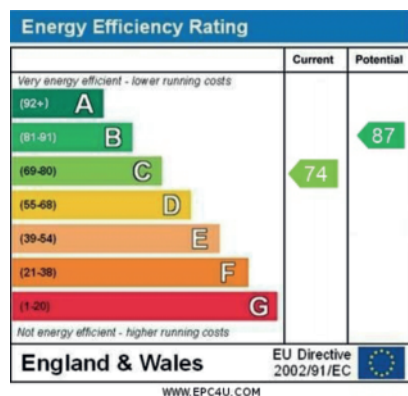 Energy Efficiency Rating
Current Potential
Very energy efficient - lower running costs
(92+) A
(81-91) B 87
(69-80) C 74
(55-68) D
(39-54) E
(21-38) F
(1-20) G
Not energy efficient - higher running costs
England & Wales EU Directive 2002/91/EC
WWW.EPC4U.COM